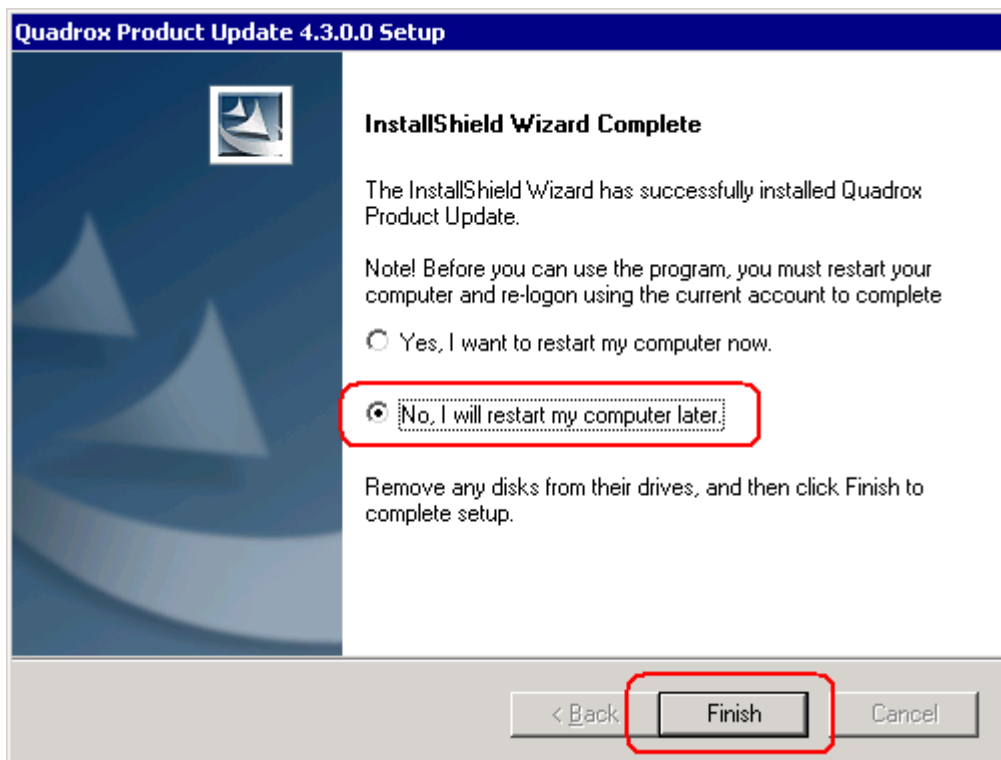 Quadrox Product Update 4.3.0.0 Setup
InstallShield Wizard Complete
The InstallShield Wizard has successfully installed Quadrox
Product Update.
Note! Before you can use the program, you must restart your
computer and re-logon using the current account to complete
Yes, I want to restart my computer now.
No, I will restart my computer later.
Remove any disks from their drives, and then click Finish to
complete setup.
< Back
Finish
Cancel